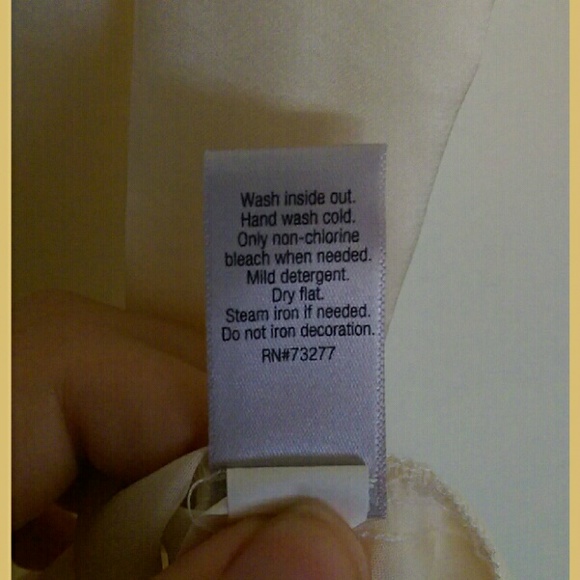 Wash inside out.
Hand wash cold.
Only non-chlorine
bleach when needed.
Mild detergent.
Dry flat.
Steam iron if needed.
Do not iron decoration.
RN#73277